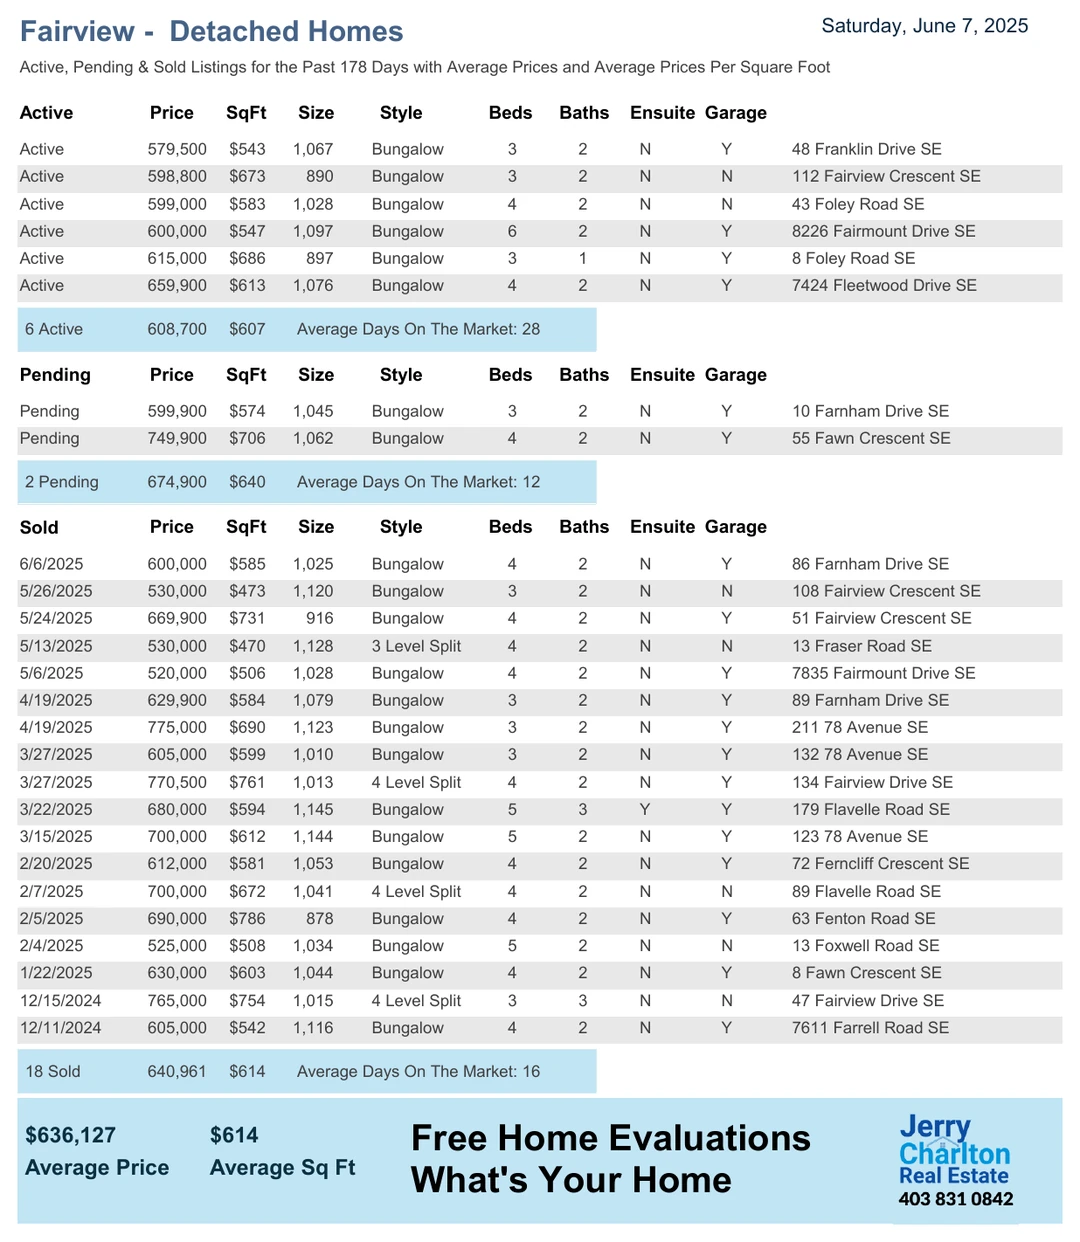 Fairview - Detached Homes
Saturday, June 7, 2025
Active, Pending & Sold Listings for the Past 178 Days with Average Prices and Average Prices Per Square Foot
Active Price SqFt Size Style Beds Baths Ensuite Garage
Active 579,500 $543 1,067 Bungalow 3 2 N Y 48 Franklin Drive SE
Active 598,800 $673 890 Bungalow 3 2 N N 112 Fairview Crescent SE
Active 599,000 $583 1,028 Bungalow 4 2 N N 43 Foley Road SE
Active 600,000 $547 1,097 Bungalow 6 2 N Y 8226 Fairmount Drive SE
Active 615,000 $686 897 Bungalow 3 1 N Y 8 Foley Road SE
Active 659,900 $613 1,076 Bungalow 4 2 N Y 7424 Fleetwood Drive SE
6 Active 608,700 $607 Average Days On The Market: 28
Pending Price SqFt Size Style Beds Baths Ensuite Garage
Pending 599,900 $574 1,045 Bungalow 3 2 N Y 10 Farnham Drive SE
Pending 749,900 $706 1,062 Bungalow 4 2 N Y 55 Fawn Crescent SE
2 Pending 674,900 $640 Average Days On The Market: 12
Sold Price SqFt Size Style Beds Baths Ensuite Garage
6/6/2025 600,000 $585 1,025 Bungalow 4 2 N Y 86 Farnham Drive SE
5/26/2025 530,000 $473 1,120 Bungalow 3 2 N N 108 Fairview Crescent SE
5/24/2025 669,900 $731 916 Bungalow 4 2 N Y 51 Fairview Crescent SE
5/13/2025 530,000 $470 1,128 3 Level Split 4 2 N N 13 Fraser Road SE
5/6/2025 520,000 $506 1,028 Bungalow 4 2 N Y 7835 Fairmount Drive SE
4/19/2025 629,900 $584 1,079 Bungalow 3 2 N Y 89 Farnham Drive SE
4/19/2025 775,000 $690 1,123 Bungalow 3 2 N Y 211 78 Avenue SE
3/27/2025 605,000 $599 1,010 Bungalow 3 2 N Y 132 78 Avenue SE
3/27/2025 770,500 $761 1,013 4 Level Split 4 2 N Y 134 Fairview Drive SE
3/22/2025 680,000 $594 1,145 Bungalow 5 3 Y Y 179 Flavelle Road SE
3/15/2025 700,000 $612 1,144 Bungalow 5 2 N Y 123 78 Avenue SE
2/20/2025 612,000 $581 1,053 Bungalow 4 2 N Y 72 Ferncliff Crescent SE
2/7/2025 700,000 $672 1,041 4 Level Split 4 2 N N 89 Flavelle Road SE
2/5/2025 690,000 $786 878 Bungalow 4 2 N Y 63 Fenton Road SE
2/4/2025 525,000 $508 1,034 Bungalow 5 2 N N 13 Foxwell Road SE
1/22/2025 630,000 $603 1,044 Bungalow 4 2 N Y 8 Fawn Crescent SE
12/15/2024 765,000 $754 1,015 4 Level Split 3 3 N N 47 Fairview Drive SE
12/11/2024 605,000 $542 1,116 Bungalow 4 2 N Y 7611 Farrell Road SE
18 Sold 640,961 $614 Average Days On The Market: 16
$636,127 $614
Average Price Average Sq Ft
Free Home Evaluations
What's Your Home
Jerry
Charlton
Real Estate
403 831 0842